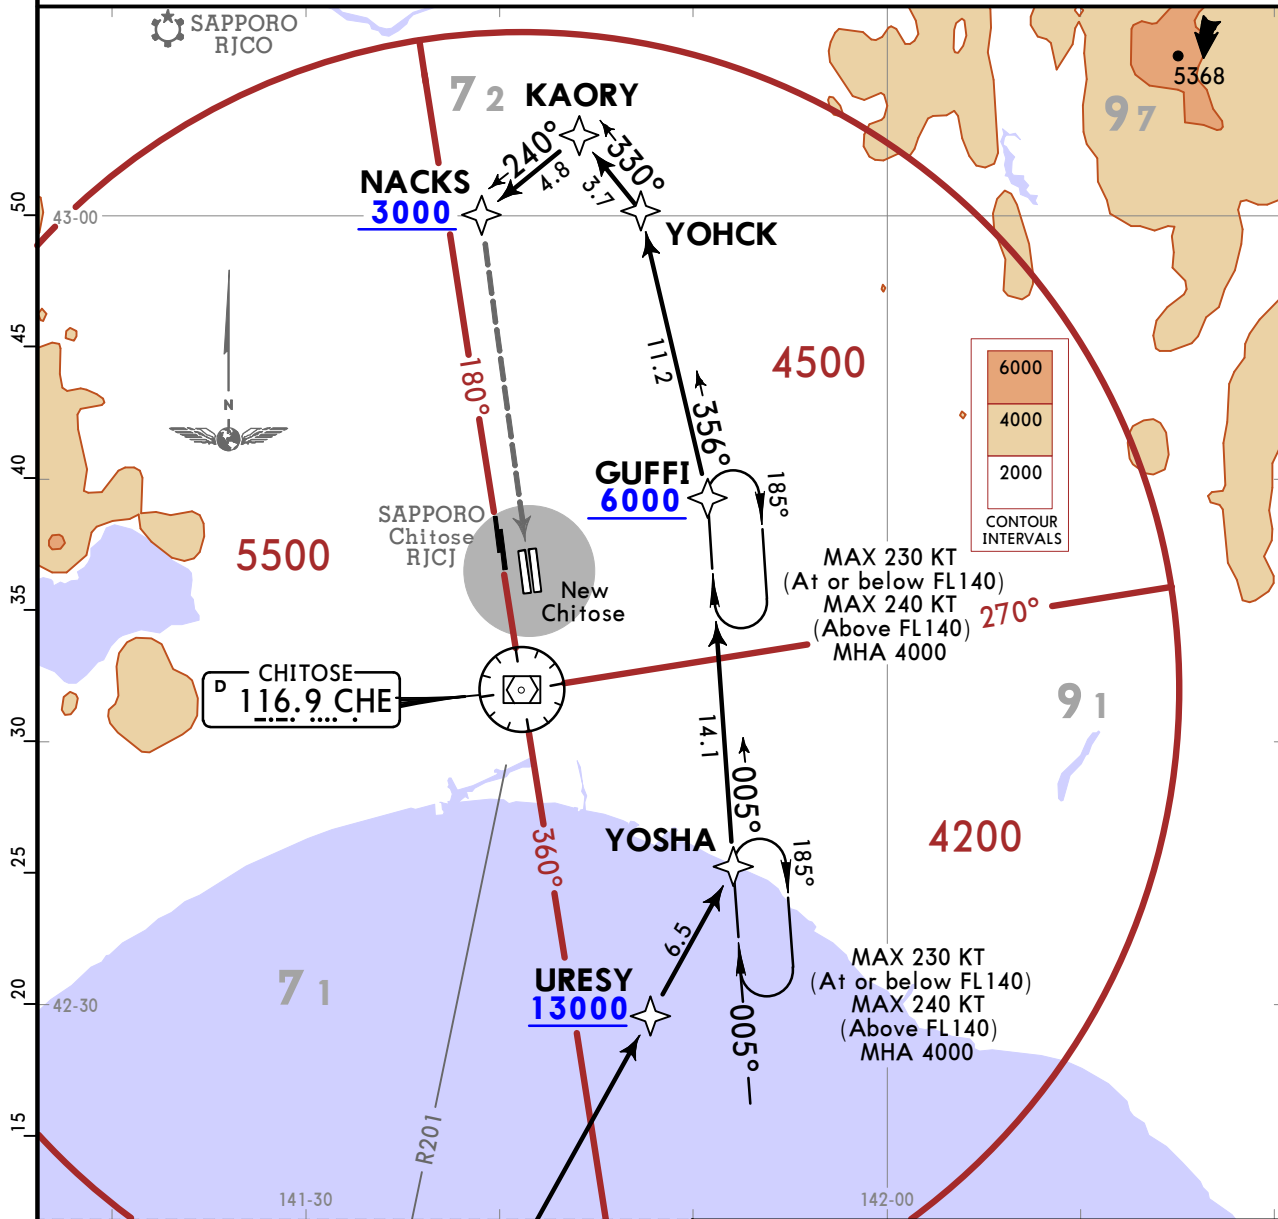 SAPPORO
RJCO
7 2
KAORY
5368
9 7
240°
4.8
330°
3.7
NACKS
3000
50
43-00
YOHCK
45
11.2
4500
180°
6000
4000
2000
CONTOUR
INTERVALS
N
356°
40
GUFFI
6000
185°
SAPPORO
Chitose
RJCJ
5500
New
Chitose
MAX 230 KT
(At or below FL140)
MAX 240 KT
(Above FL140)
MHA 4000
35
270°
CHITOSE
D 116.9 CHE
9 1
30
14.1
005°
YOSHA
185°
4200
360°
25
6.5
7 1
URESY
13000
MAX 230 KT
(At or below FL140)
MAX 240 KT
(Above FL140)
MHA 4000
20
42-30
005°
15
R201
141-30
142-00